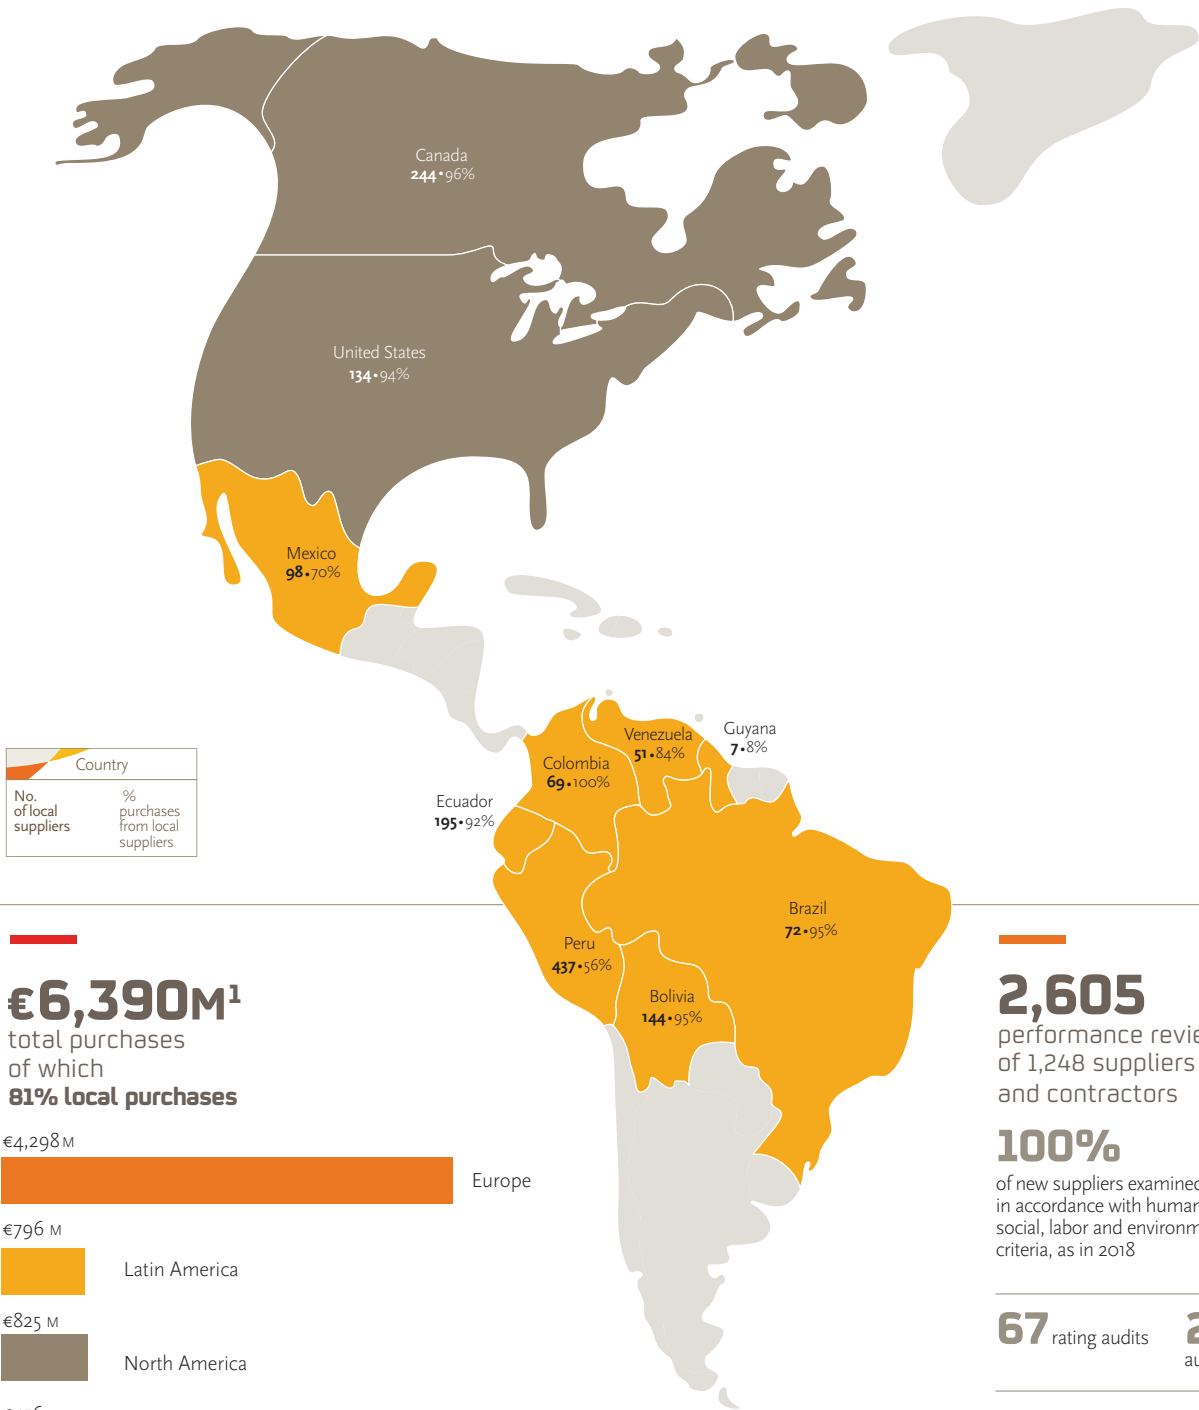 Canada
244•96%
United States
134•94%
Mexico
98•70%
Venezuela
51•84%
Guyana
7•8%
Colombia
69•100%
Ecuador
195•92%
Brazil
72•95%
Peru
437•56%
Bolivia
144•95%
Country
No.
of local
suppliers
%
purchases
from local
suppliers
€6,390M¹
total purchases
of which
81% local purchases
€4,298 M
Europe
€796 M
Latin America
€825 M
North America
2,605
performance revie
of 1,248 suppliers
and contractors
100%
of new suppliers examined
in accordance with human
social, labor and environm
criteria, as in 2018
67 rating audits